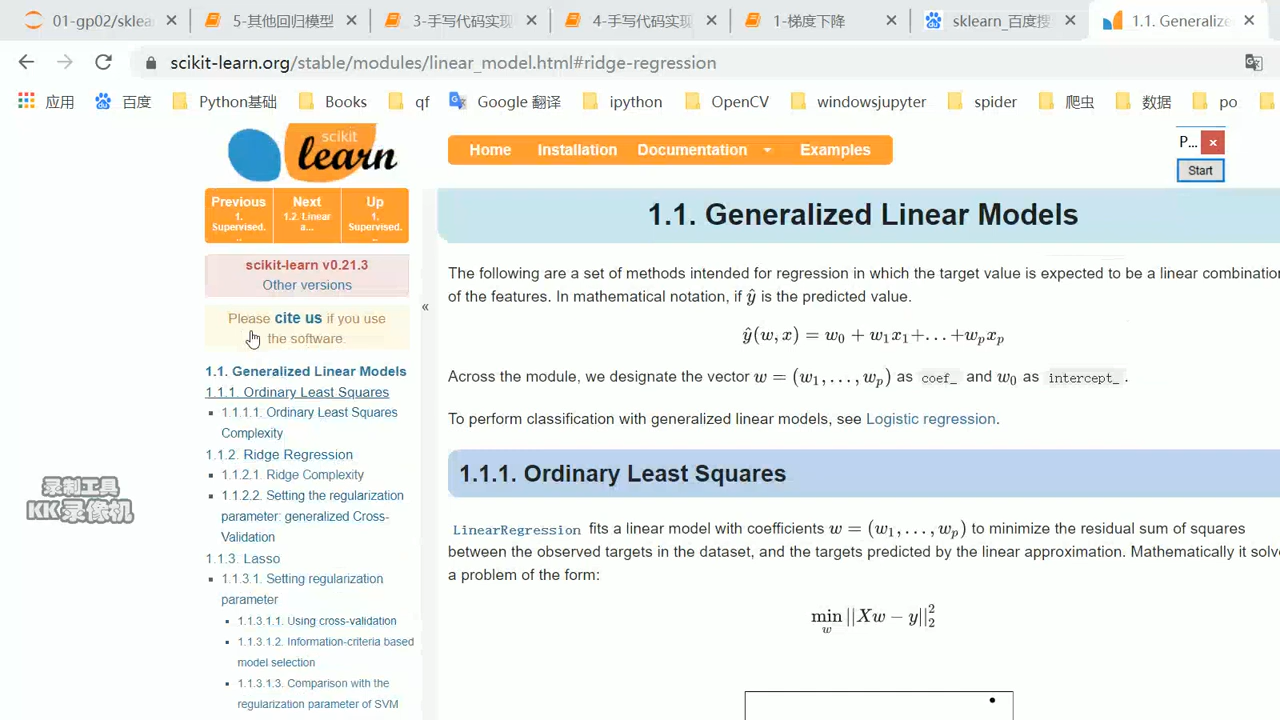 01-gp02/sklea
5-其他回归模型
3-手写代码实现
4-手写代码实现
1-梯度下降
sklearn_百度搜
1.1. Generalize
scikit-learn.org/stable/modules/linear_model.html#ridge-regression
应用
百度
Python基础
Books
qf
Google 翻译
ipython
OpenCV
windowsjupyter
spider
爬虫
数据
po
scikit
learn
Home
Installation
Documentation
Examples
P...
Start
Previous
1.
Supervised.
..
Next
1.2. Linear
a...
Up
1.
Supervised.
..
scikit-learn v0.21.3
Other versions
Please cite us if you use
the software.
«
1.1. Generalized Linear Models
1.1.1. Ordinary Least Squares
1.1.1.1. Ordinary Least Squares
Complexity
1.1.2. Ridge Regression
1.1.2.1. Ridge Complexity
1.1.2.2. Setting the regularization
parameter: generalized Cross-
Validation
1.1.3. Lasso
1.1.3.1. Setting regularization
parameter
1.1.3.1.1. Using cross-validation
1.1.3.1.2. Information-criteria based
model selection
1.1.3.1.3. Comparison with the
regularization parameter of SVM
录制工具
KK 录像机
1.1. Generalized Linear Models
The following are a set of methods intended for regression in which the target value is expected to be a linear combination
of the features. In mathematical notation, if ŷ is the predicted value.
ŷ(w, x) = w₀ + w₁x₁+...+wₚxₚ
Across the module, we designate the vector w = (w₁, ..., wₚ) as coef_ and w₀ as intercept_ .
To perform classification with generalized linear models, see Logistic regression.
1.1.1. Ordinary Least Squares
LinearRegression fits a linear model with coefficients w = (w₁, ..., wₚ) to minimize the residual sum of squares
between the observed targets in the dataset, and the targets predicted by the linear approximation. Mathematically it solve
a problem of the form:
min_w ||Xw − y||₂²